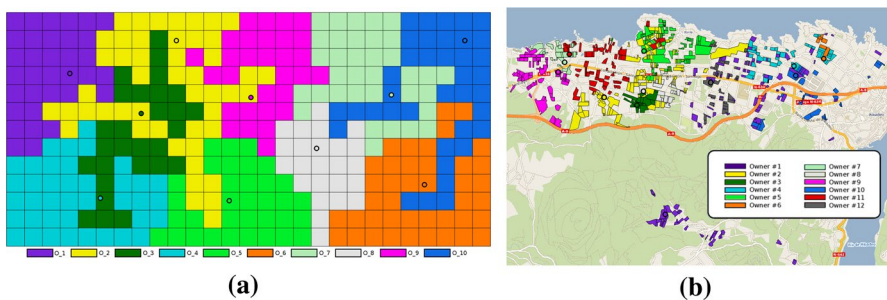 O_1 O_2 O_3 O_4 O_5 O_6 O_7 O_8 O_9 O_10
Owner #1 Owner #7
Owner #2 Owner #8
Owner #3 Owner #9
Owner #4 Owner #10
Owner #5 Owner #11
Owner #6 Owner #12
(a) (b)